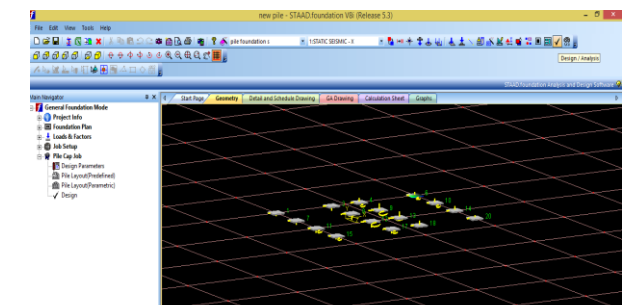 new pile - STAAD.foundation V8i (Release 5.3)
File Edit View Tools Help
pile foundation s
1:STATIC SEISMIC - X
Design / Analysis
STAAD.foundation Analysis and Design Software
Main Navigator
Start Page Geometry Detail and Schedule Drawing GA Drawing Calculation Sheet Graphs
General Foundation Mode
Project Info
Foundation Plan
Loads & Factors
Job Setup
Pile Cap Job
Design Parameters
Pile Layout(Predefined)
Pile Layout(Parametric)
Design